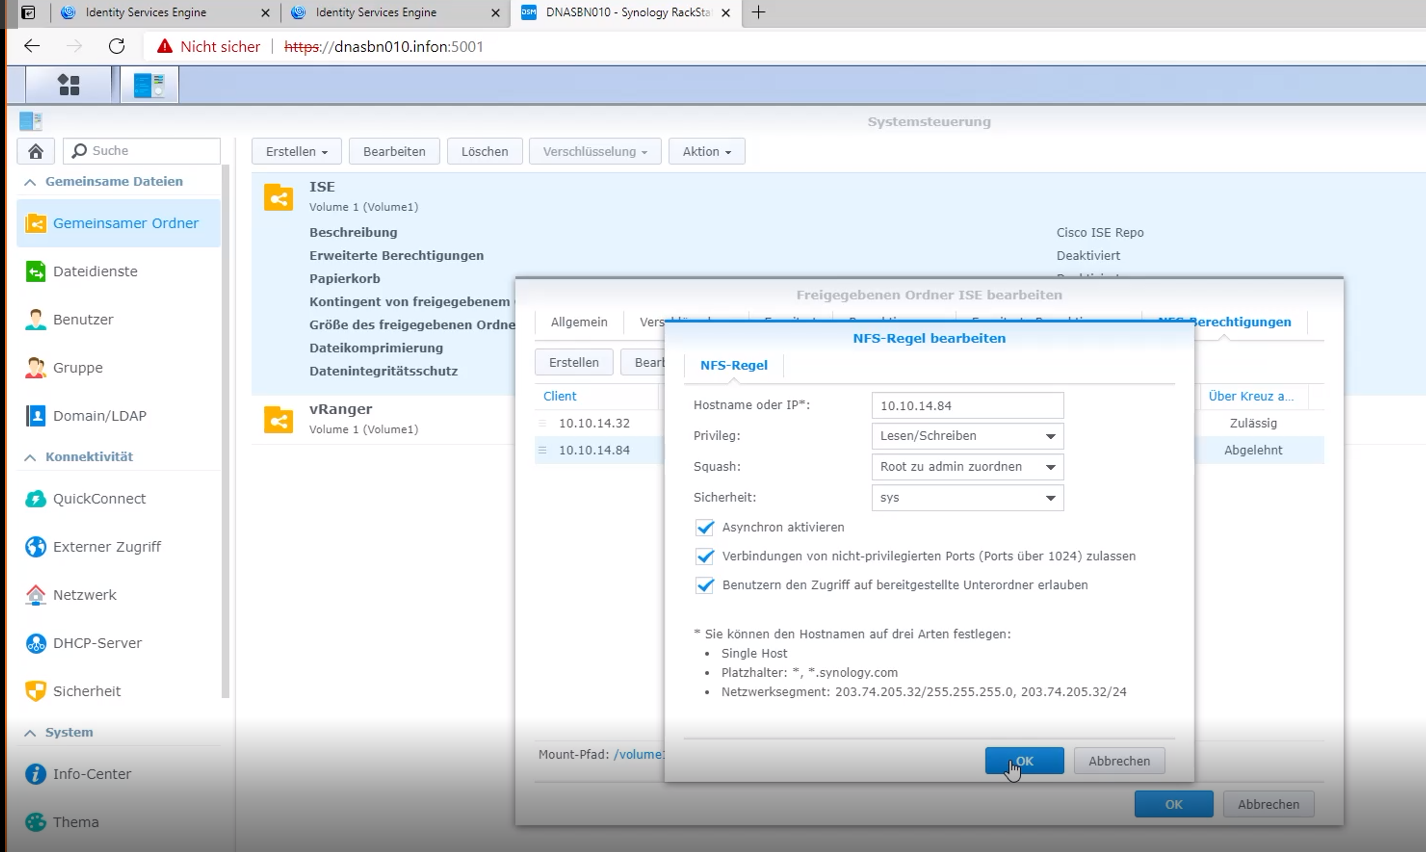 Identity Services Engine
Identity Services Engine
DNASBN010 - Synology RackSta
Nicht sicher
https://dnasbn010.infon:5001
Systemsteuerung
Suche
Erstellen
Bearbeiten
Löschen
Verschlüsselung
Aktion
Gemeinsame Dateien
Gemeinsamer Ordner
Dateidienste
Benutzer
Gruppe
Domain/LDAP
Konnektivität
QuickConnect
Externer Zugriff
Netzwerk
DHCP-Server
Sicherheit
System
Info-Center
Thema
ISE
Volume 1 (Volume1)
Beschreibung
Cisco ISE Repo
Erweiterte Berechtigungen
Deaktiviert
Papierkorb
Kontingent von freigegebenem
Größe des freigegebenen Ordne
Dateikomprimierung
Datenintegritätsschutz
vRanger
Volume 1 (Volume1)
Freigegebenen Ordner ISE bearbeiten
Allgemein
NFS-Berechtigungen
Erstellen
Bearb
Client
Über Kreuz a...
10.10.14.32
Zulässig
10.10.14.84
Abgelehnt
Mount-Pfad: /volume1
OK
Abbrechen
NFS-Regel bearbeiten
NFS-Regel
Hostname oder IP*:
10.10.14.84
Privileg:
Lesen/Schreiben
Squash:
Root zu admin zuordnen
Sicherheit:
sys
Asynchron aktivieren
Verbindungen von nicht-privilegierten Ports (Ports über 1024) zulassen
Benutzern den Zugriff auf bereitgestellte Unterordner erlauben
* Sie können den Hostnamen auf drei Arten festlegen:
• Single Host
• Platzhalter: *, *.synology.com
• Netzwerksegment: 203.74.205.32/255.255.255.0, 203.74.205.32/24
OK
Abbrechen